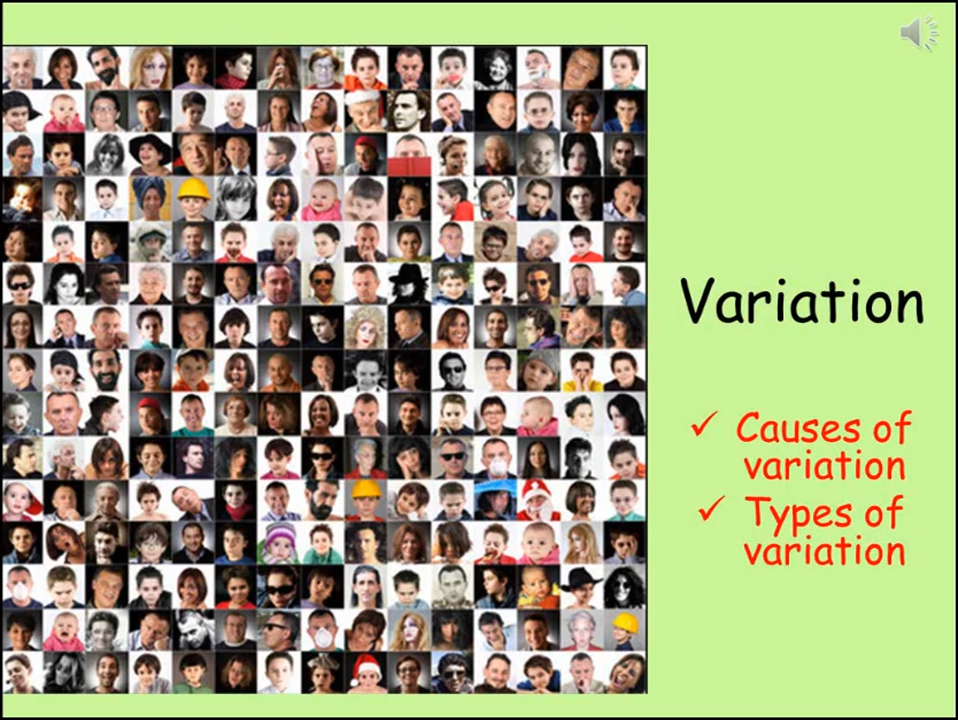 Variation
✓ Causes of
variation
✓ Types of
variation